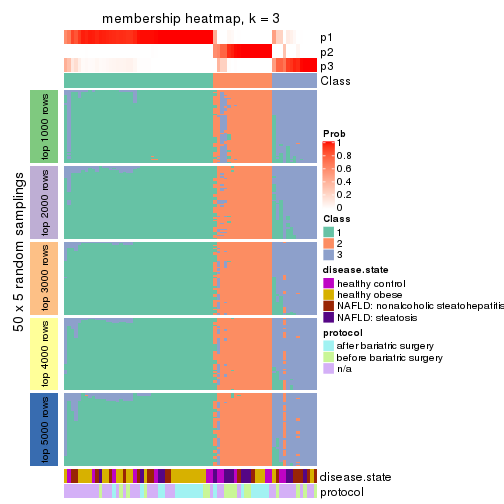 membership heatmap, k = 3
p1
p2
p3
Class
50 x 5 random samplings
top 1000 rows
top 2000 rows
top 3000 rows
top 4000 rows
top 5000 rows
Prob
1
0.8
0.6
0.4
0.2
0
Class
1
2
3
disease.state
healthy control
healthy obese
NAFLD: nonalcoholic steatohepatitis
NAFLD: steatosis
protocol
after bariatric surgery
before bariatric surgery
n/a
disease.state
protocol